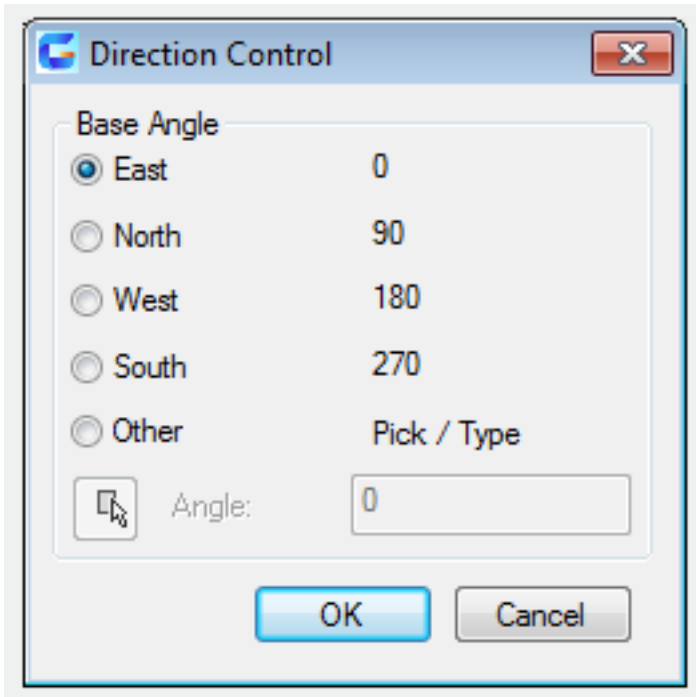 Direction Control
Base Angle
East 0
North 90
West 180
South 270
Other Pick / Type
Angle: 0
OK Cancel